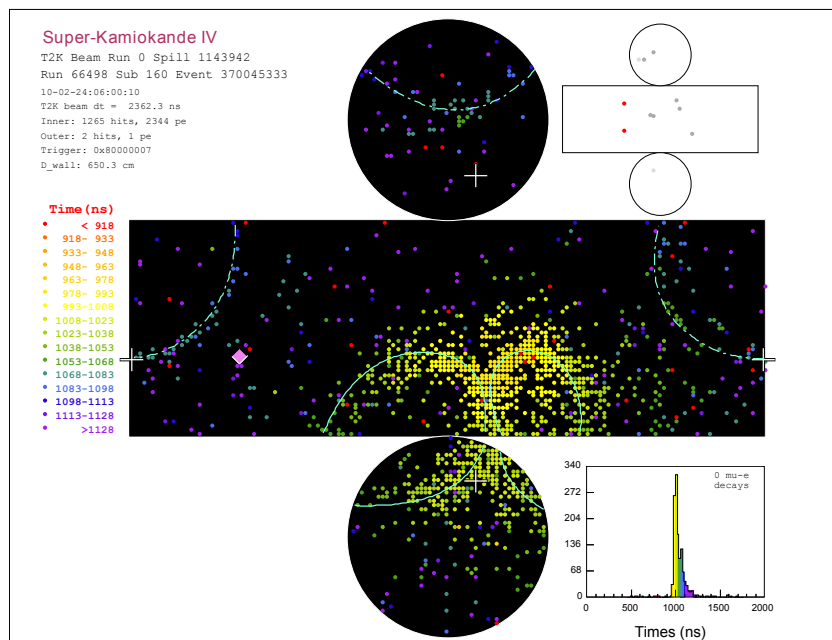 Super-Kamiokande IV
T2K Beam Run 0 Spill 1143942
Run 66498 Sub 160 Event 370045333
10-02-24:06:00:10
T2K beam dt = 2362.3 ns
Inner: 1265 hits, 2344 pe
Outer: 2 hits, 1 pe
Trigger: 0x80000007
D_wall: 650.3 cm
Time(ns)
< 918
918- 933
933- 948
948- 963
963- 978
978- 993
993-1008
1008-1023
1023-1038
1038-1053
1053-1068
1068-1083
1083-1098
1098-1113
1113-1128
>1128
0 mu-e
decays
340
272
204
136
68
0
0 500 1000 1500 2000
Times (ns)